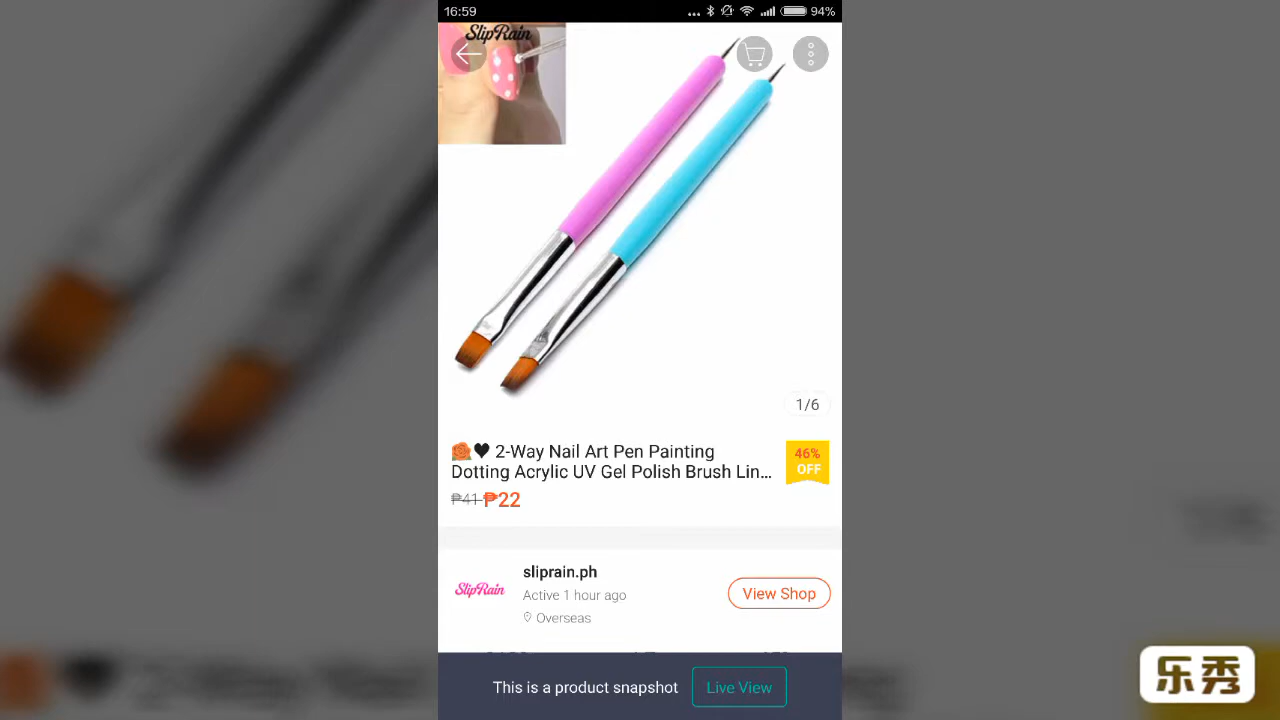 16:59
94%
SlipRain
1/6
2-Way Nail Art Pen Painting
Dotting Acrylic UV Gel Polish Brush Lin...
46%
OFF
₱41 ₱22
sliprain.ph
SlipRain
Active 1 hour ago
View Shop
Overseas
This is a product snapshot
Live View
乐秀